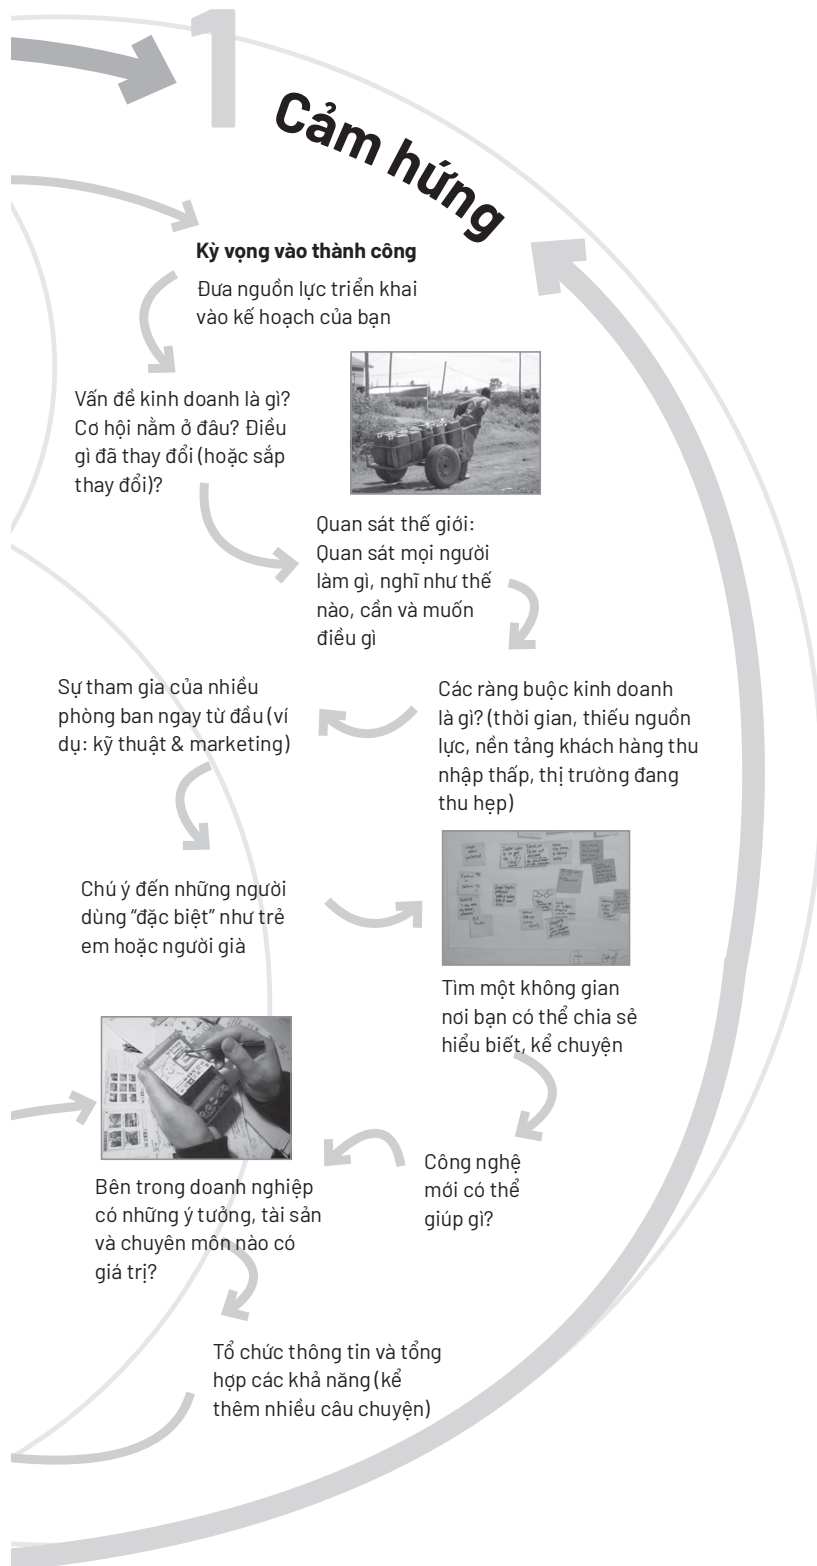 1
Cảm hứng
Kỳ vọng vào thành công
Đưa nguồn lực triển khai
vào kế hoạch của bạn
Vấn đề kinh doanh là gì?
Cơ hội nằm ở đâu? Điều
gì đã thay đổi (hoặc sắp
thay đổi)?
Quan sát thế giới:
Quan sát mọi người
làm gì, nghĩ như thế
nào, cần và muốn
điều gì
Các ràng buộc kinh doanh
là gì? (thời gian, thiếu nguồn
lực, nền tảng khách hàng thu
nhập thấp, thị trường đang
thu hẹp)
Sự tham gia của nhiều
phòng ban ngay từ đầu (ví
dụ: kỹ thuật & marketing)
Chú ý đến những người
dùng “đặc biệt” như trẻ
em hoặc người già
Tìm một không gian
nơi bạn có thể chia sẻ
hiểu biết, kể chuyện
Công nghệ
mới có thể
giúp gì?
Bên trong doanh nghiệp
có những ý tưởng, tài sản
và chuyên môn nào có
giá trị?
Tổ chức thông tin và tổng
hợp các khả năng (kể
thêm nhiều câu chuyện)